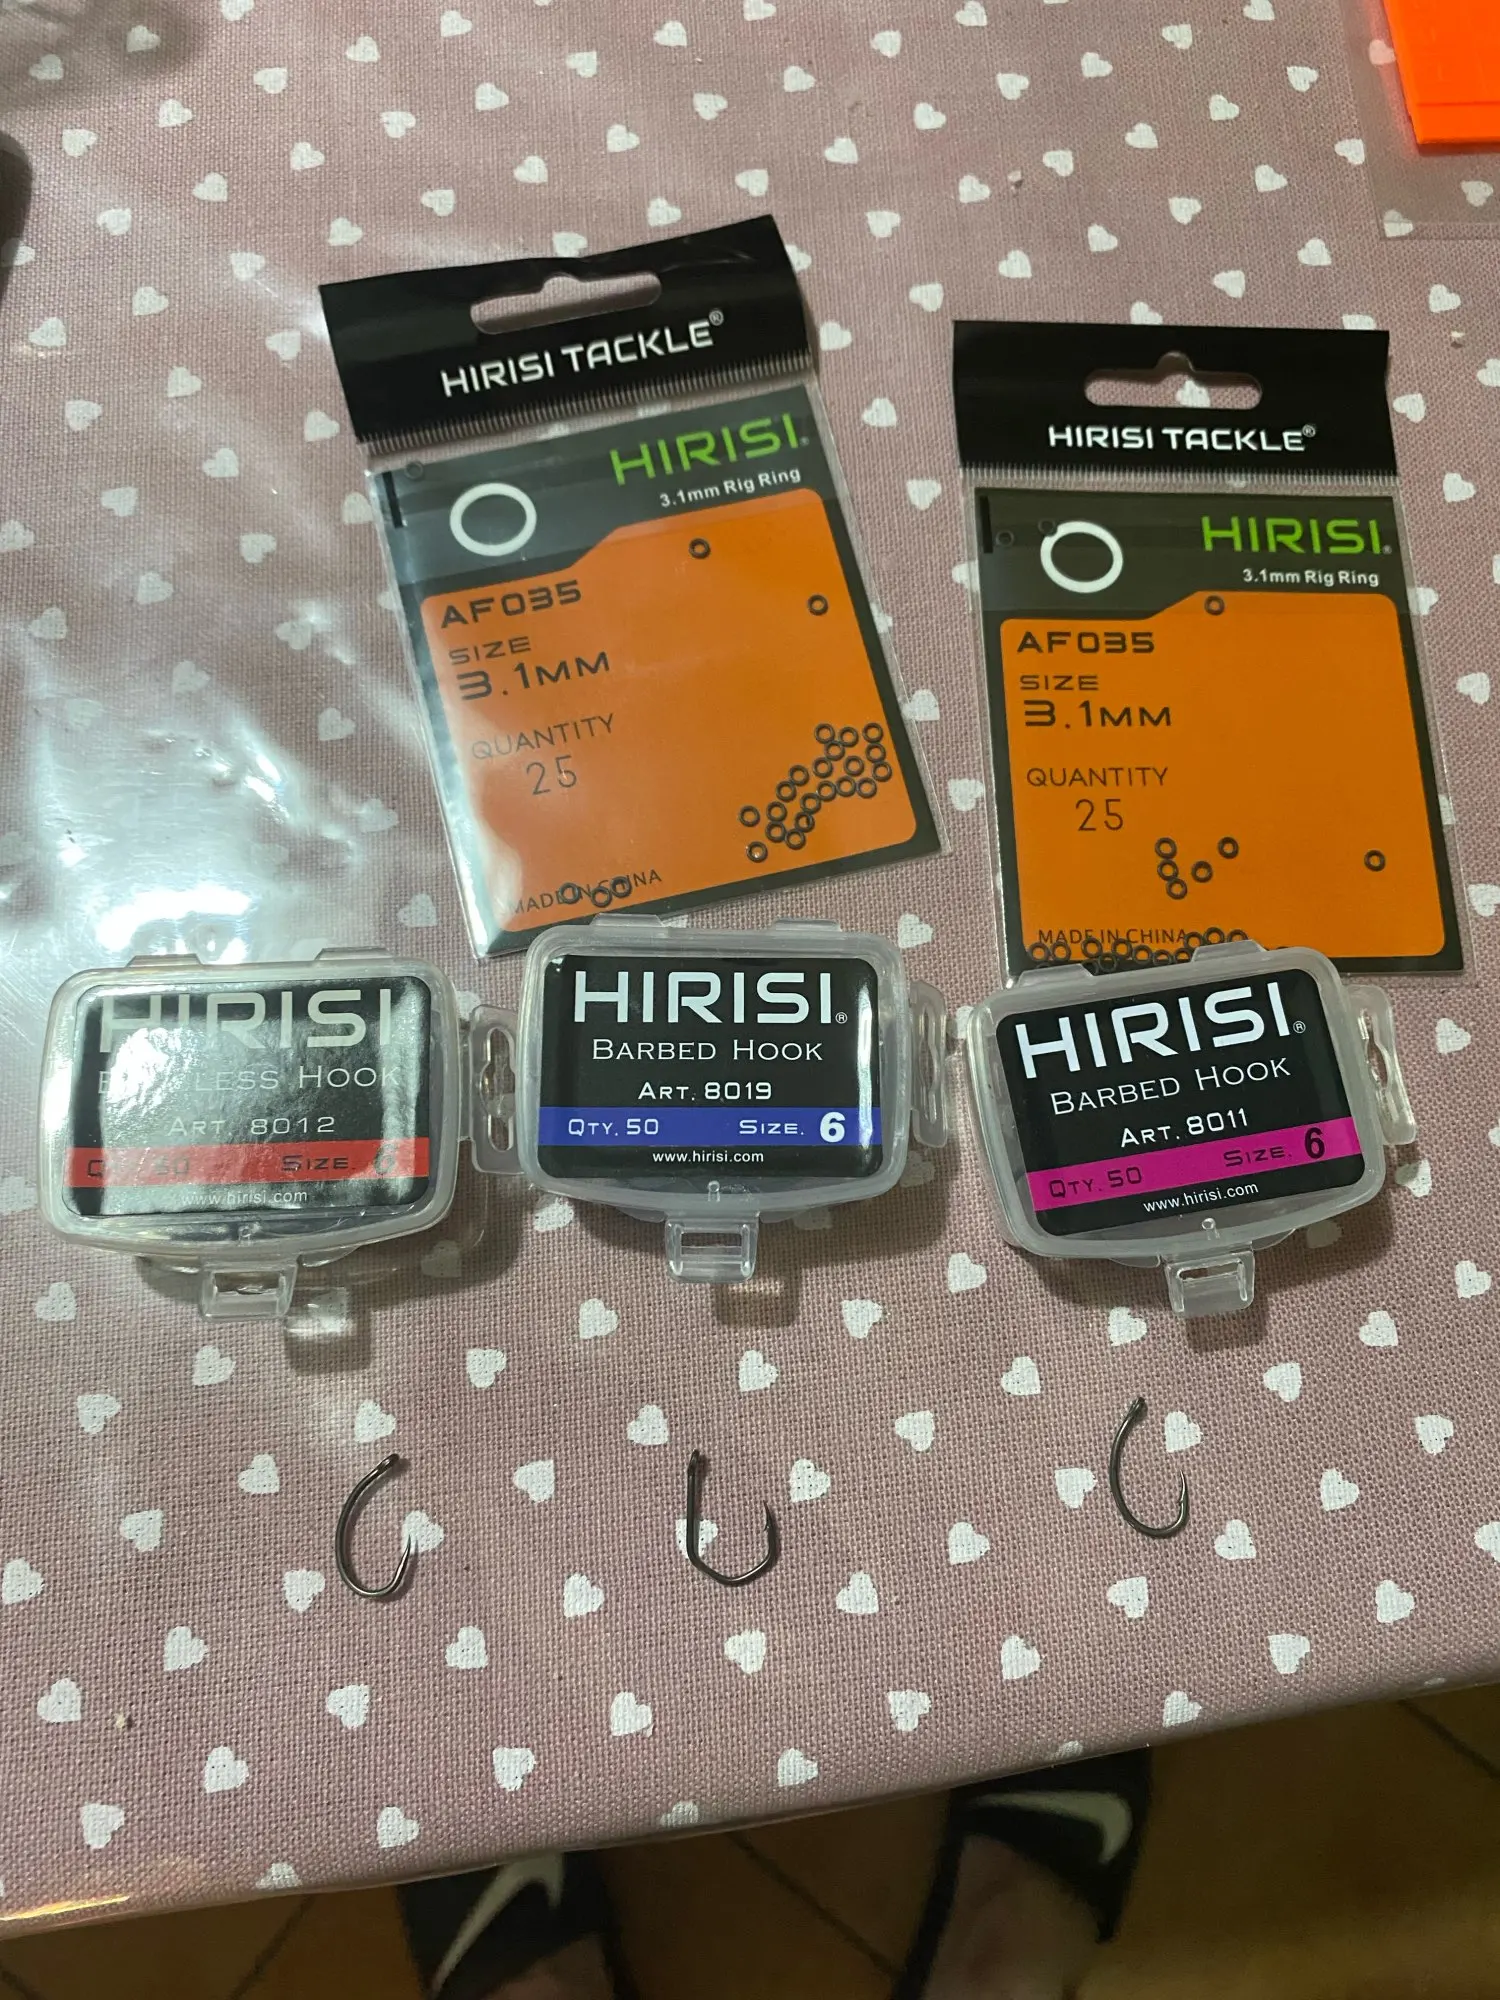 HIRISI TACKLE®
HIRISI®
3.1mm Rig Ring
AF035
SIZE
3.1MM
QUANTITY
25
MADE IN CHINA
HIRISI TACKLE®
HIRISI®
3.1mm Rig Ring
AF035
SIZE
3.1MM
QUANTITY
25
MADE IN CHINA
HIRISI
Hook
Art. 8012
Size. 6
www.hirisi.com
HIRISI®
Barbed Hook
Art. 8019
Qty. 50 Size. 6
www.hirisi.com
HIRISI®
Barbed Hook
Art. 8011
Qty. 50 Size. 6
www.hirisi.com